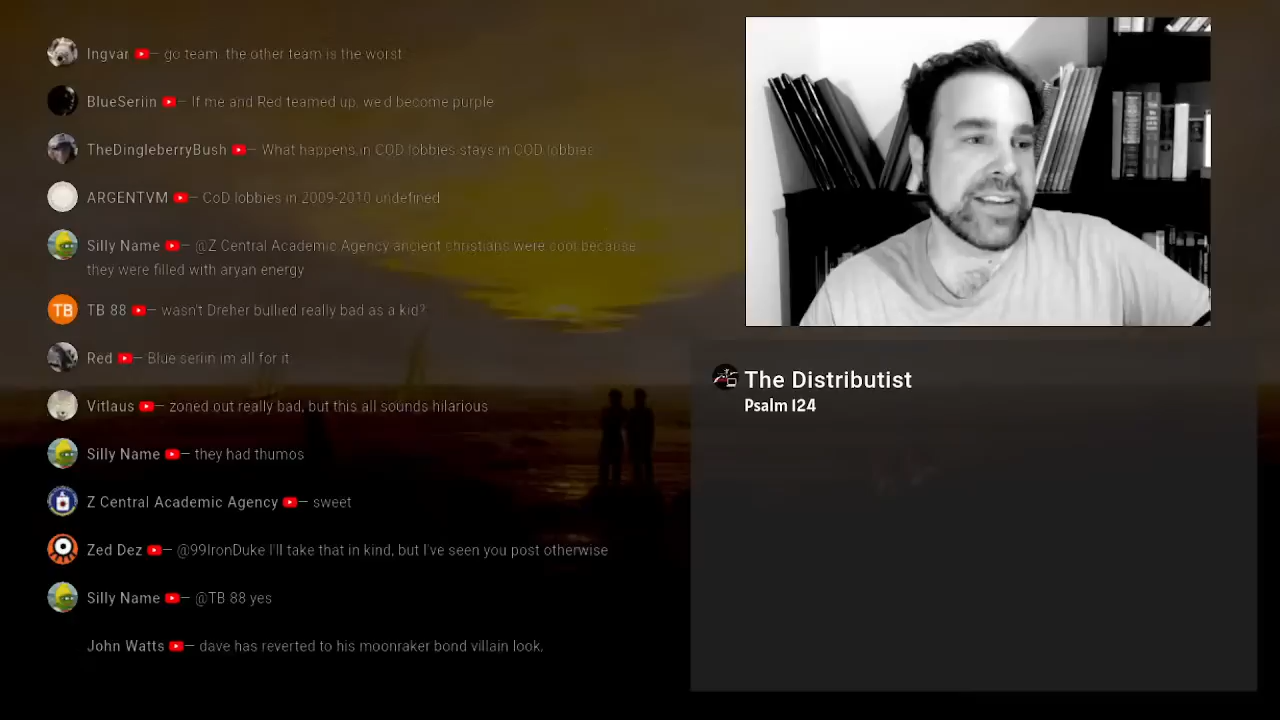 Ingvar — go team. the other team is the worst
BlueSeriin — If me and Red teamed up, we'd become purple
TheDingleberryBush — What happens in COD lobbies stays in COD lobbies
ARGENTVM — CoD lobbies in 2009-2010 undefined
Silly Name — @Z Central Academic Agency ancient christians were cool because
they were filled with aryan energy
TB
TB 88 — wasn't Dreher bullied really bad as a kid?
Red — Blue seriin im all for it
Vitlaus — zoned out really bad, but this all sounds hilarious
Silly Name — they had thumos
Z Central Academic Agency — sweet
Zed Dez — @99IronDuke I'll take that in kind, but I've seen you post otherwise
Silly Name — @TB 88 yes
John Watts — dave has reverted to his moonraker bond villain look.
The Distributist
Psalm 124